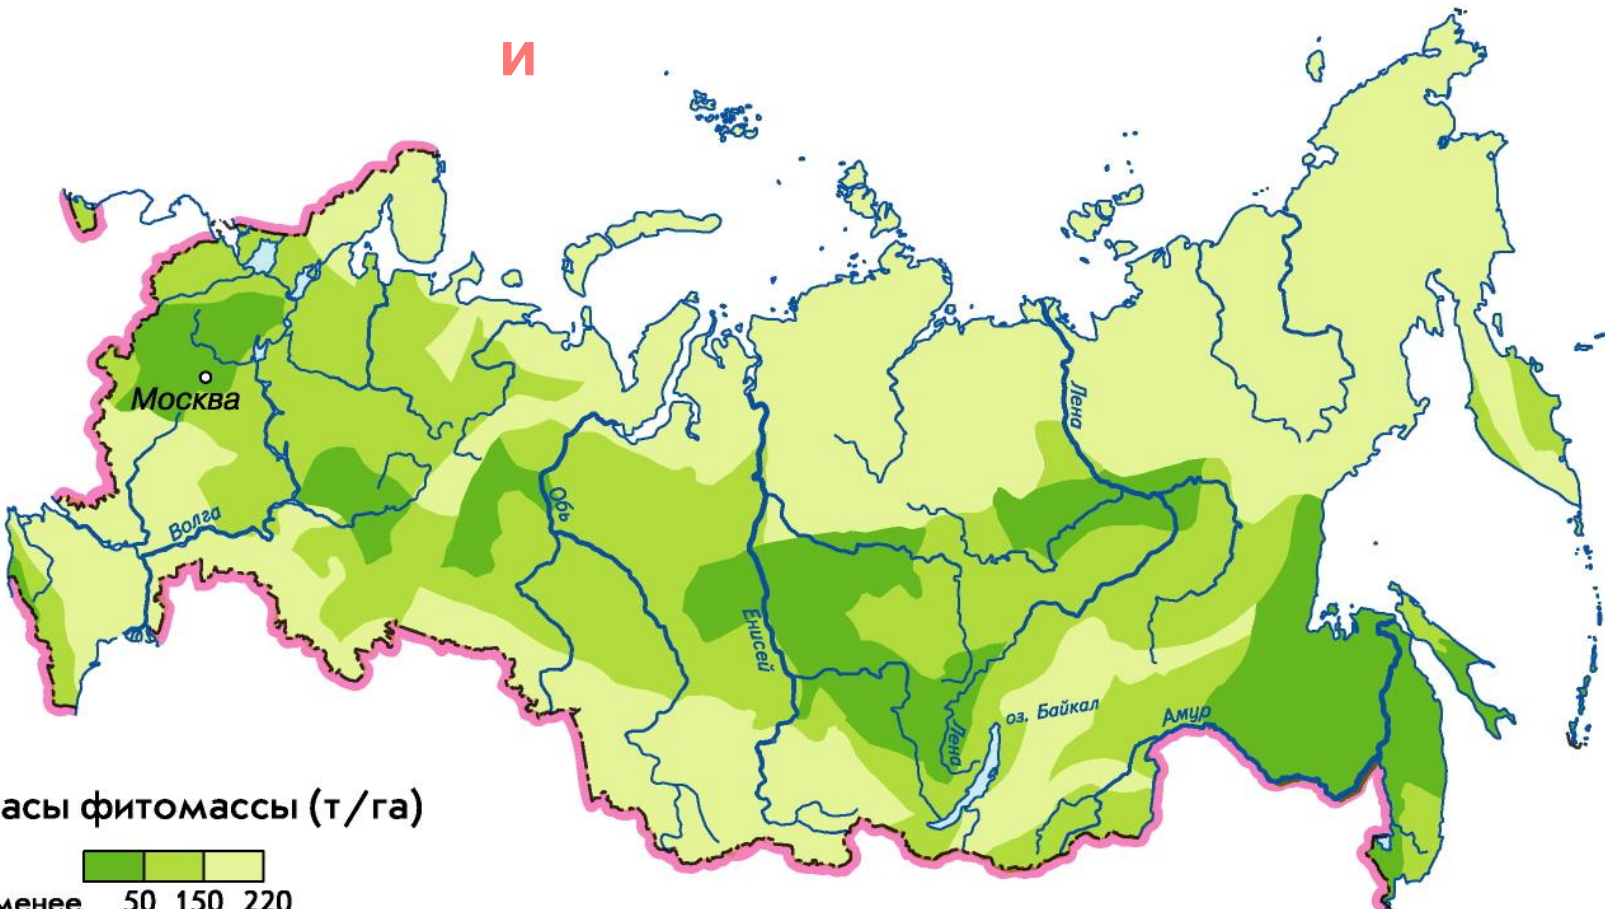 и
Москва
Волга
Обь
Енисей
Лена
Лена
оз. Байкал
Амур
асы фитомассы (т/га)
менее 50 150 220